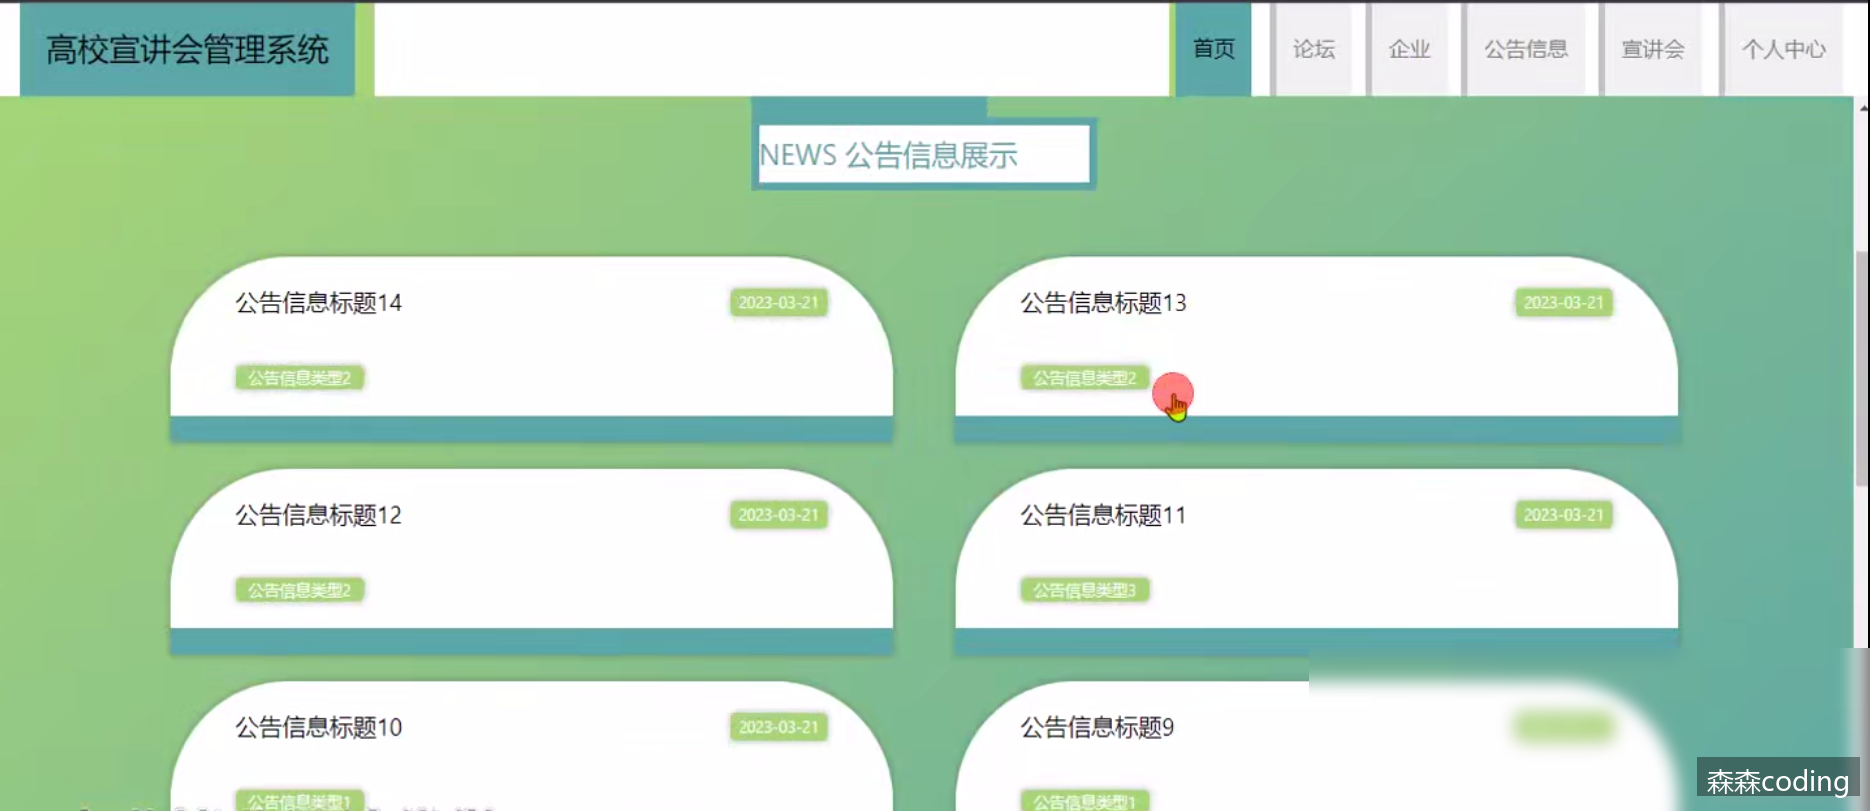 高校宣讲会管理系统
首页 论坛 企业 公告信息 宣讲会 个人中心
NEWS 公告信息展示
公告信息标题14 2023-03-21
公告信息类型2
公告信息标题13 2023-03-21
公告信息类型2
公告信息标题12 2023-03-21
公告信息类型2
公告信息标题11 2023-03-21
公告信息类型3
公告信息标题10 2023-03-21
公告信息类型1
公告信息标题9
公告信息类型1
森森coding